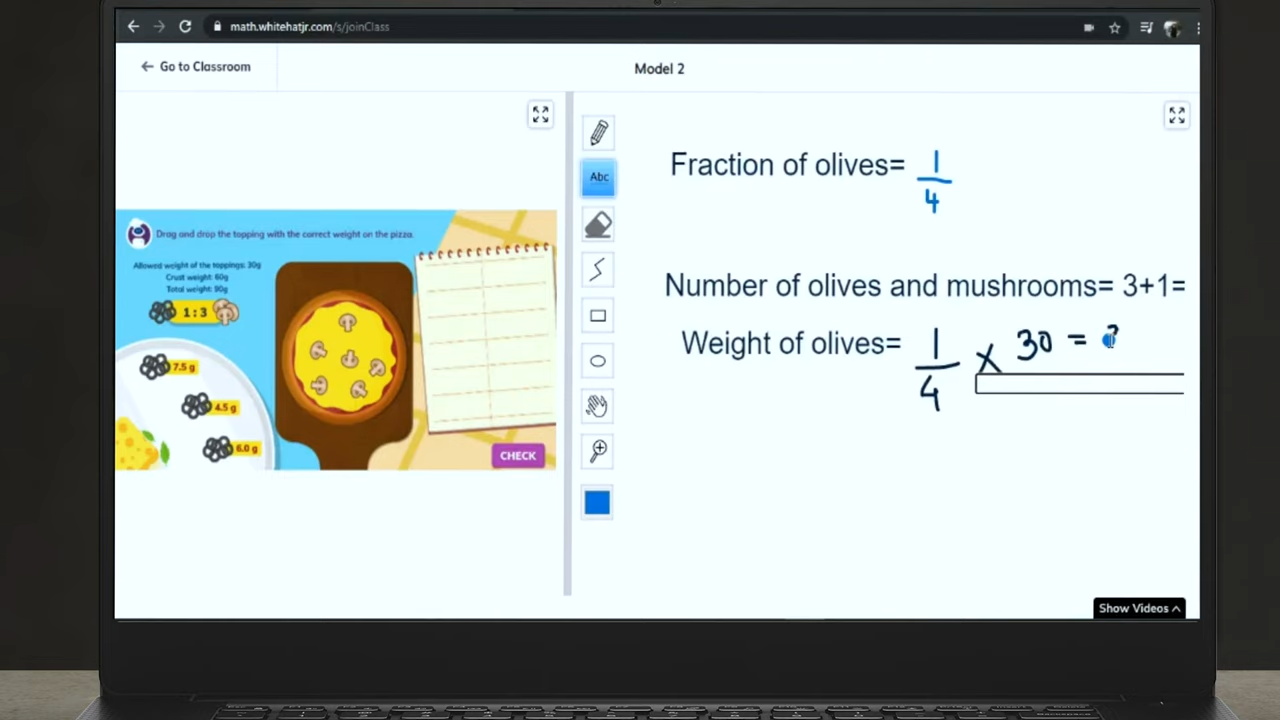 math.whitehatjr.com/s/joinClass
Go to Classroom
Model 2
Drag and drop the topping with the correct weight on the pizza.
Allowed weight of the toppings: 30g
Crust weight: 60g
Total weight: 90g
1 : 3
7.5 g
4.5 g
6.0 g
CHECK
Abc
Fraction of olives= 1/4
Number of olives and mushrooms= 3+1=
Weight of olives= 1/4 x 30 = ?
Show Videos